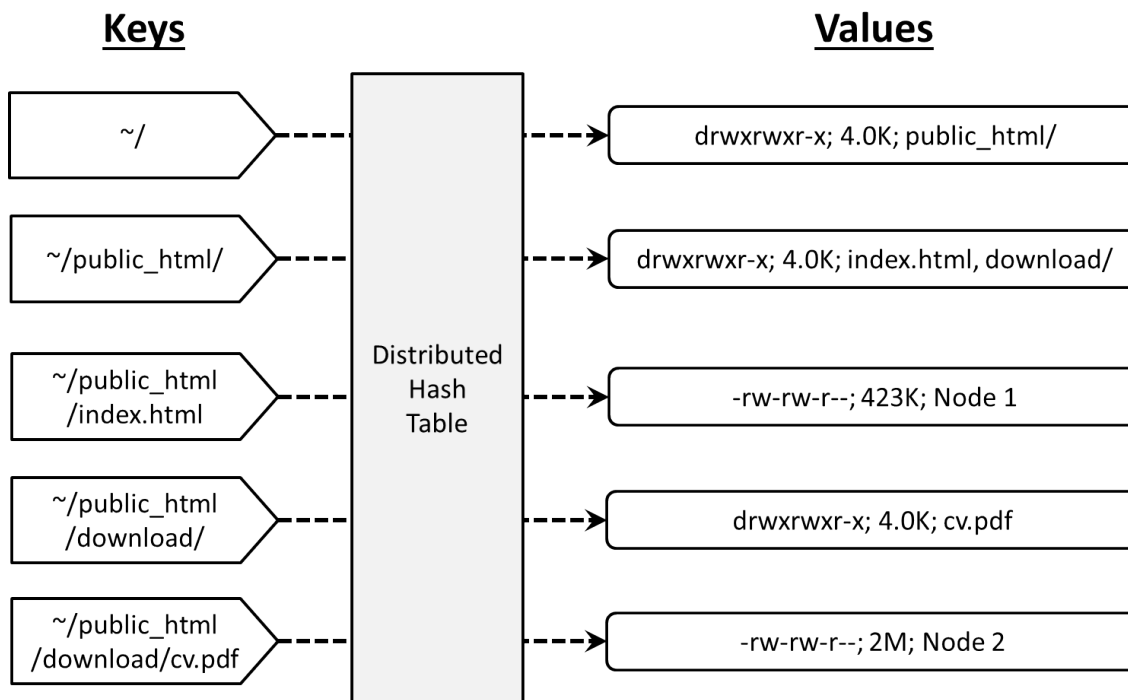 Keys
Values
~/
drwxrwxr-x; 4.0K; public_html/
~/public_html/
drwxrwxr-x; 4.0K; index.html, download/
~/public_html
/index.html
Distributed
Hash
Table
-rw-rw-r--; 423K; Node 1
~/public_html
/download/
drwxrwxr-x; 4.0K; cv.pdf
~/public_html
/download/cv.pdf
-rw-rw-r--; 2M; Node 2